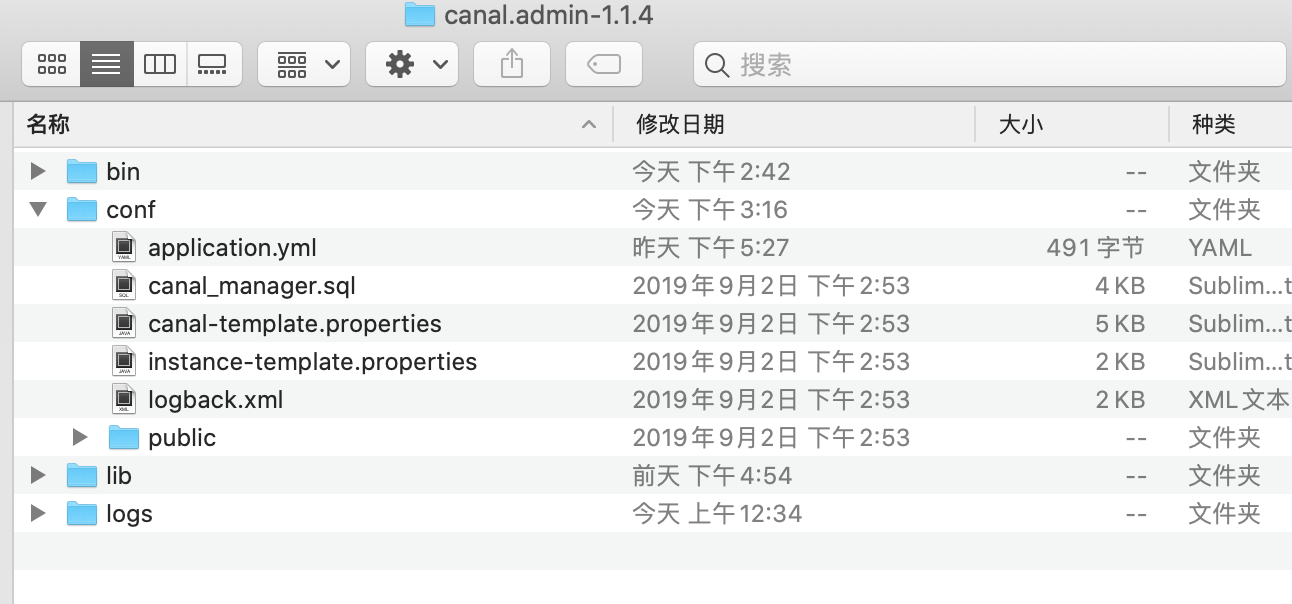 canal.admin-1.1.4
搜索
名称 修改日期 大小 种类
bin 今天 下午2:42 -- 文件夹
conf 今天 下午3:16 -- 文件夹
application.yml 昨天 下午5:27 491 字节 YAML
canal_manager.sql 2019年9月2日 下午2:53 4 KB Sublim...t
canal-template.properties 2019年9月2日 下午2:53 5 KB Sublim...t
instance-template.properties 2019年9月2日 下午2:53 2 KB Sublim...t
logback.xml 2019年9月2日 下午2:53 2 KB XML文本
public 2019年9月2日 下午2:53 -- 文件夹
lib 前天 下午4:54 -- 文件夹
logs 今天 上午12:34 -- 文件夹